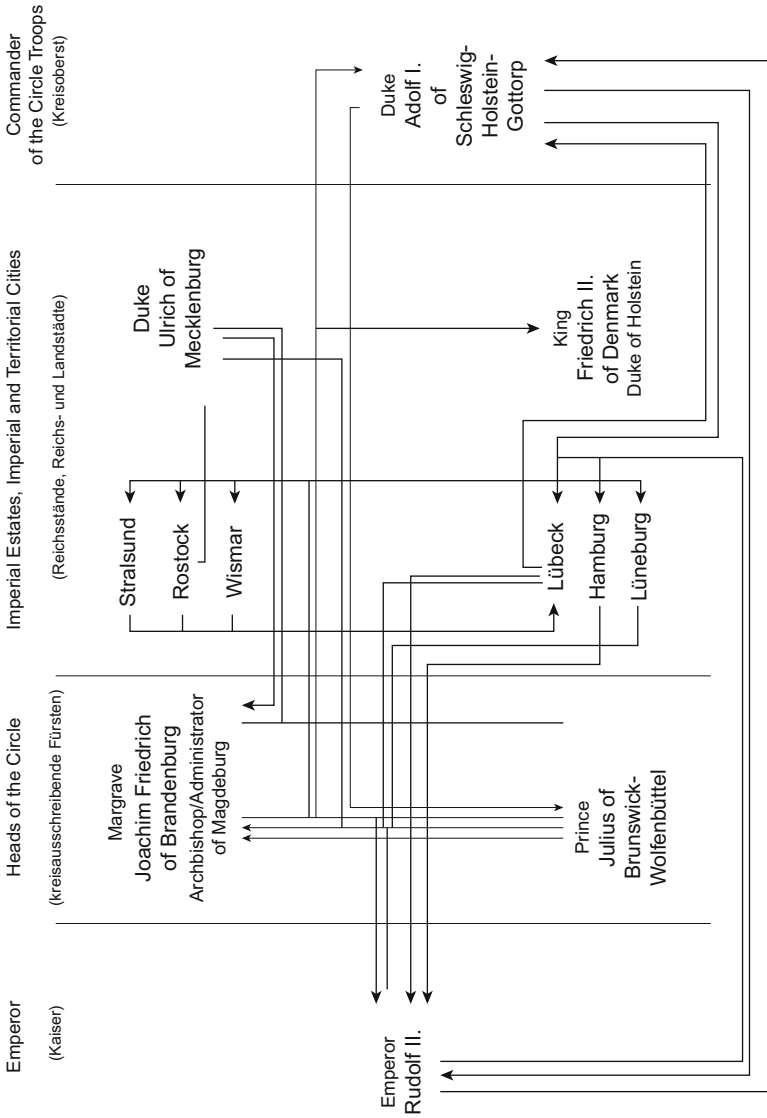 Emperor
(Kaiser)
Heads of the Circle
(kreisausschreibende Fürsten)
Imperial Estates, Imperial and Territorial Cities
(Reichsstände, Reichs- und Landstädte)
Commander
of the Circle Troops
(Kreisoberst)
Margrave
Joachim Friedrich
of Brandenburg
Archbishop/Administrator
of Magdeburg
Stralsund
Rostock
Wismar
Duke
Ulrich of
Mecklenburg
Emperor
Rudolf II.
Prince
Julius of
Brunswick-
Wolfenbüttel
Lübeck
Hamburg
Lüneburg
King
Friedrich II.
of Denmark
Duke of Holstein
Duke
Adolf I.
of
Schleswig-
Holstein-
Gottorp